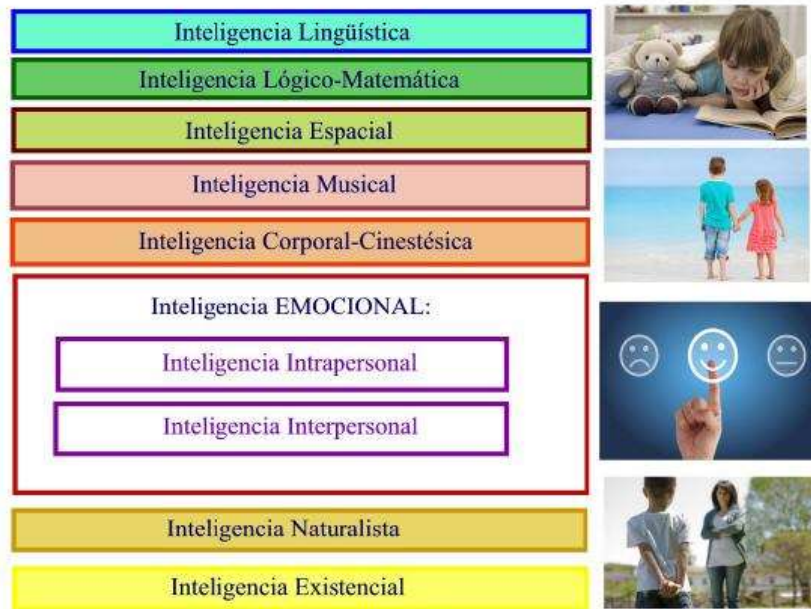 Inteligencia Lingüística
Inteligencia Lógico-Matemática
Inteligencia Espacial
Inteligencia Musical
Inteligencia Corporal-Cinestésica
Inteligencia EMOCIONAL:
Inteligencia Intrapersonal
Inteligencia Interpersonal
Inteligencia Naturalista
Inteligencia Existencial